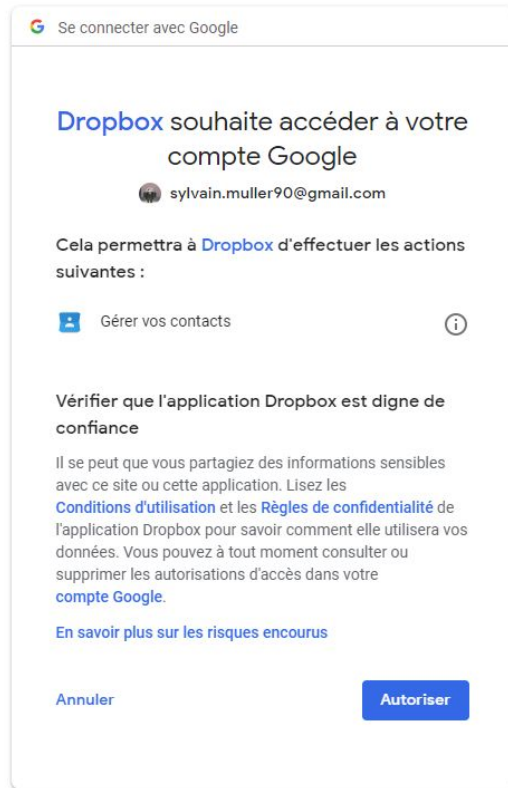 Se connecter avec Google
Dropbox souhaite accéder à votre
compte Google
sylvain.muller90@gmail.com
Cela permettra à Dropbox d'effectuer les actions
suivantes :
Gérer vos contacts
Vérifier que l'application Dropbox est digne de
confiance
Il se peut que vous partagiez des informations sensibles
avec ce site ou cette application. Lisez les
Conditions d'utilisation et les Règles de confidentialité de
l'application Dropbox pour savoir comment elle utilisera vos
données. Vous pouvez à tout moment consulter ou
supprimer les autorisations d'accès dans votre
compte Google.
En savoir plus sur les risques encourus
Annuler
Autoriser